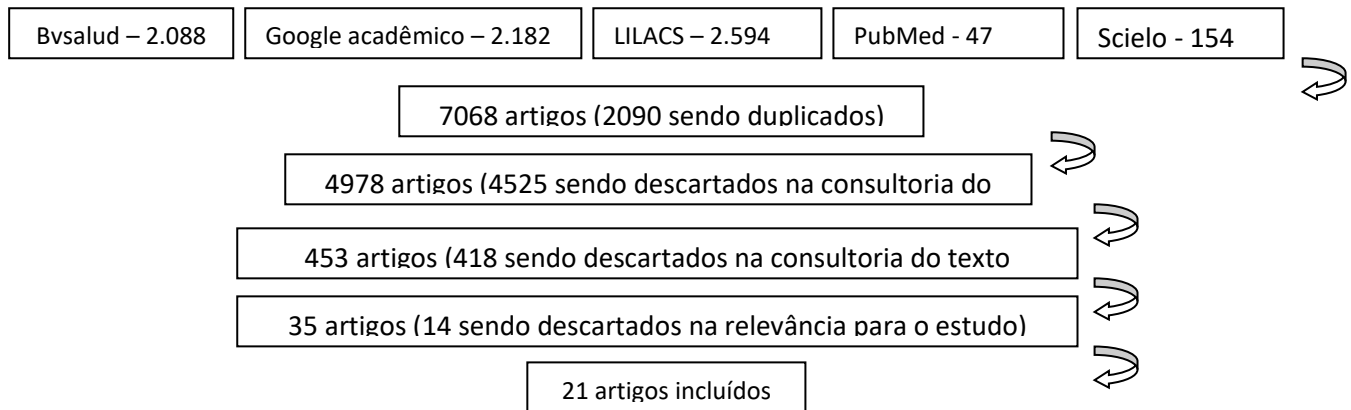 Bvsalud – 2.088
Google acadêmico – 2.182
LILACS – 2.594
PubMed - 47
Scielo - 154
7068 artigos (2090 sendo duplicados)
4978 artigos (4525 sendo descartados na consultoria do
453 artigos (418 sendo descartados na consultoria do texto
35 artigos (14 sendo descartados na relevância para o estudo)
21 artigos incluídos